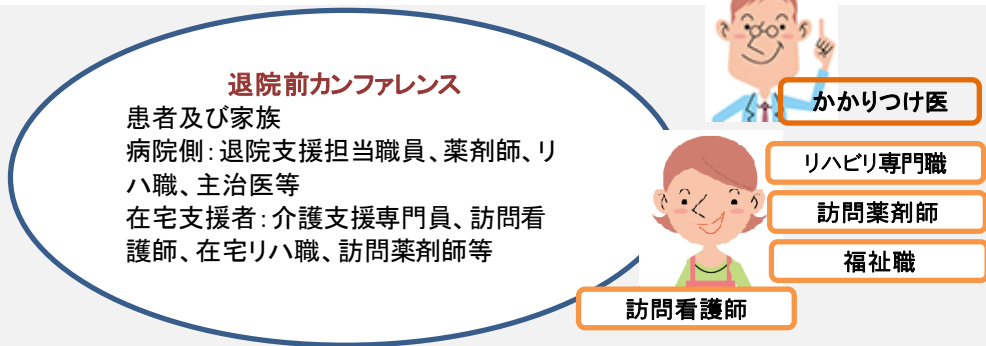 退院前カンファレンス
患者及び家族
病院側：退院支援担当職員、薬剤師、リ
ハ職、主治医等
在宅支援者：介護支援専門員、訪問看
護師、在宅リハ職、訪問薬剤師等
かかりつけ医
リハビリ専門職
訪問薬剤師
福祉職
訪問看護師